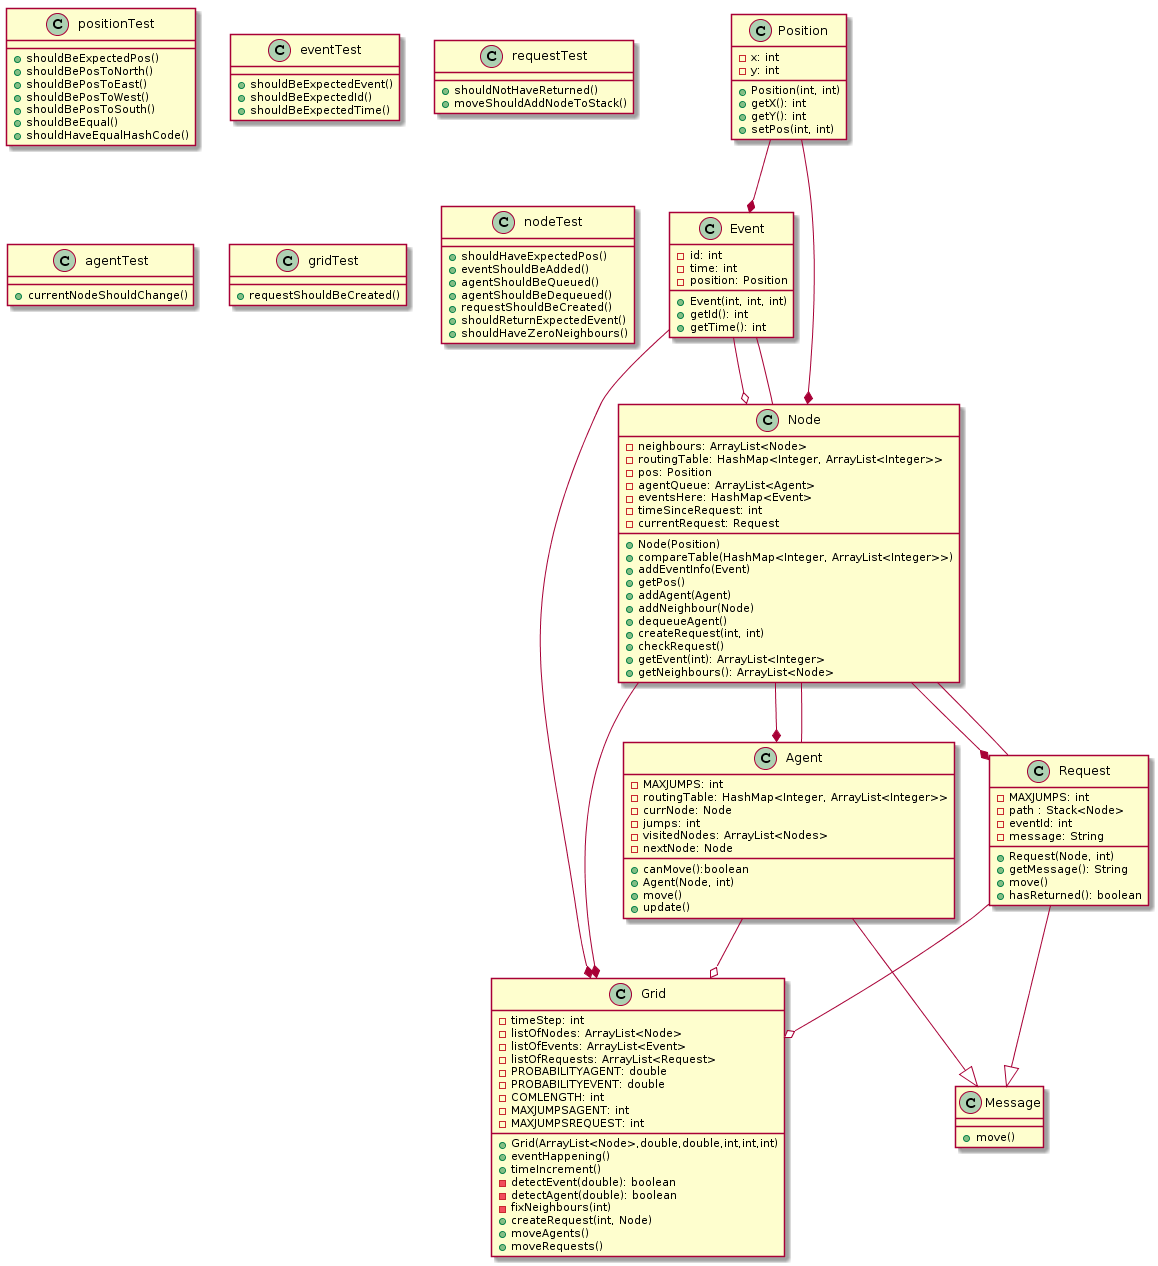 C positionTest
shouldBeExpectedPos()
shouldBePosToNorth()
shouldBePosToEast()
shouldBePosToWest()
shouldBePosToSouth()
shouldBeEqual()
shouldHaveEqualHashCode()
C eventTest
shouldBeExpectedEvent()
shouldBeExpectedId()
shouldBeExpectedTime()
C requestTest
shouldNotHaveReturned()
moveShouldAddNodeToStack()
C Position
x: int
y: int
Position(int, int)
getX(): int
getY(): int
setPos(int, int)
C agentTest
currentNodeShouldChange()
C gridTest
requestShouldBeCreated()
C nodeTest
shouldHaveExpectedPos()
eventShouldBeAdded()
agentShouldBeQueued()
agentShouldBeDequeued()
requestShouldBeCreated()
shouldReturnExpectedEvent()
shouldHaveZeroNeighbours()
C Event
id: int
time: int
position: Position
Event(int, int, int)
getId(): int
getTime(): int
C Node
neighbours: ArrayList<Node>
routingTable: HashMap<Integer, ArrayList<Integer>>
pos: Position
agentQueue: ArrayList<Agent>
eventsHere: HashMap<Event>
timeSinceRequest: int
currentRequest: Request
Node(Position)
compareTable(HashMap<Integer, ArrayList<Integer>>)
addEventInfo(Event)
getPos()
addAgent(Agent)
addNeighbour(Node)
dequeueAgent()
createRequest(int, int)
checkRequest()
getEvent(int): ArrayList<Integer>
getNeighbours(): ArrayList<Node>
C Agent
MAXJUMPS: int
routingTable: HashMap<Integer, ArrayList<Integer>>
currNode: Node
jumps: int
visitedNodes: ArrayList<Nodes>
nextNode: Node
canMove():boolean
Agent(Node, int)
move()
update()
C Request
MAXJUMPS: int
path : Stack<Node>
eventId: int
message: String
Request(Node, int)
getMessage(): String
move()
hasReturned(): boolean
C Grid
timeStep: int
listOfNodes: ArrayList<Node>
listOfEvents: ArrayList<Event>
listOfRequests: ArrayList<Request>
PROBABILITYAGENT: double
PROBABILITYEVENT: double
COMLENGTH: int
MAXJUMPSAGENT: int
MAXJUMPSREQUEST: int
Grid(ArrayList<Node>,double,double,int,int,int)
eventHappening()
timeIncrement()
detectEvent(double): boolean
detectAgent(double): boolean
fixNeighbours(int)
createRequest(int, Node)
moveAgents()
moveRequests()
C Message
move()